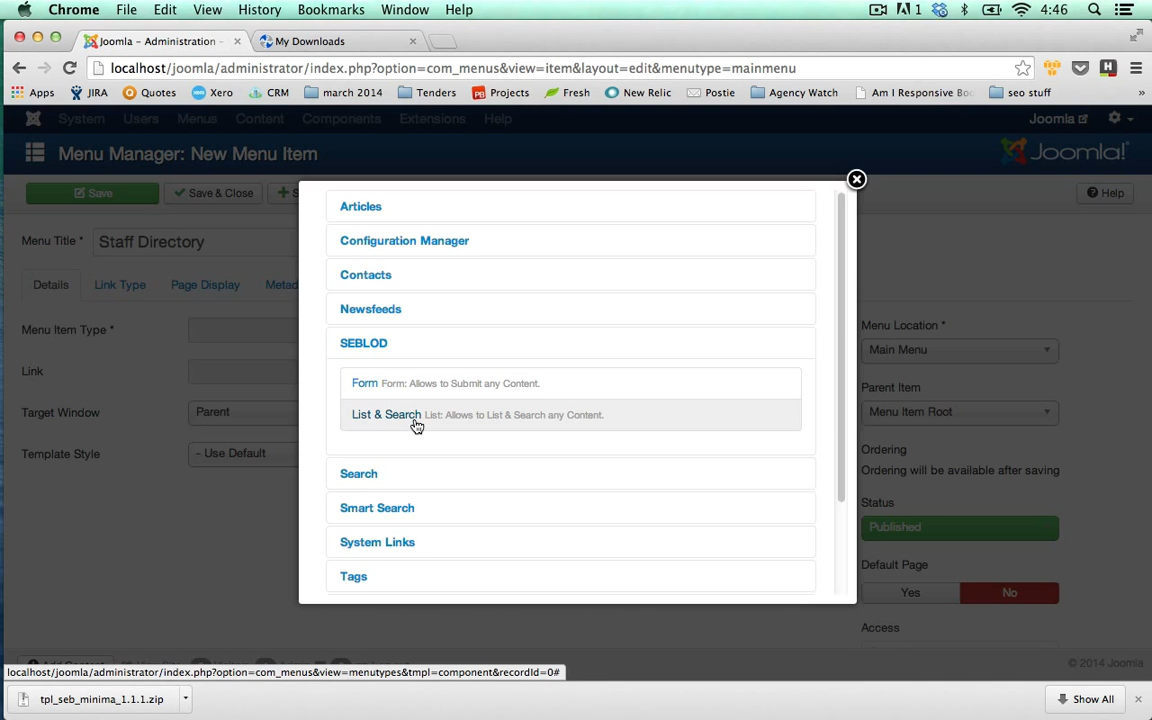 Chrome File Edit View History Bookmarks Window Help 1 4:46
Joomla - Administration - My Downloads
localhost/joomla/administrator/index.php?option=com_menus&view=item&layout=edit&menutype=mainmenu
Apps JIRA Quotes Xero CRM march 2014 Tenders Projects Fresh New Relic Postie Agency Watch Am I Responsive seo stuff »
System Users Menus Content Components Extensions Help Joomla
Menu Manager: New Menu Item Joomla!
Save Save & Close Help
Menu Title * Staff Directory
Details Link Type Page Display
Menu Item Type *
Link
Target Window Parent
Template Style - Use Default
Articles
Configuration Manager
Contacts
Newsfeeds
SEBLOD
Form Form: Allows to Submit any Content.
List & Search List: Allows to List & Search any Content.
Search
Smart Search
System Links
Tags
Menu Location *
Main Menu
Parent Item
Menu Item Root
Ordering
Ordering will be available after saving
Status
Published
Default Page
Yes No
Access
© 2014 Joomla
localhost/joomla/administrator/index.php?option=com_menus&view=menutypes&tmpl=component&recordId=0#
tpl_seb_minima_1.1.1.zip Show All